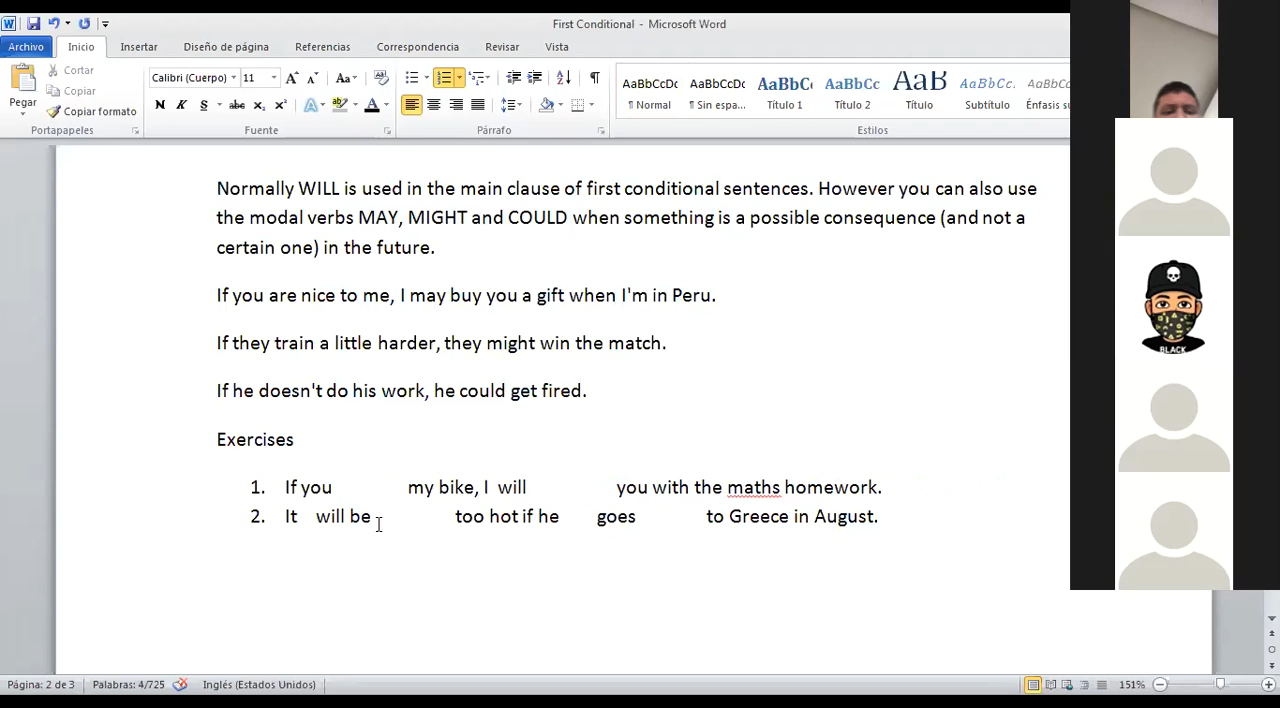 First Conditional - Microsoft Word
Archivo Inicio Insertar Diseño de página Referencias Correspondencia Revisar Vista
Pegar
Cortar
Copiar
Copiar formato
Calibri (Cuerpo) 11
AaBbCcDc AaBbCcDc AaBbC AaBbCc AaB AaBbCc.
¶ Normal ¶ Sin espa... Título 1 Título 2 Título Subtítulo Énfasis su
Portapapeles Fuente Párrafo Estilos
Normally WILL is used in the main clause of first conditional sentences. However you can also use
the modal verbs MAY, MIGHT and COULD when something is a possible consequence (and not a
certain one) in the future.
If you are nice to me, I may buy you a gift when I'm in Peru.
If they train a little harder, they might win the match.
If he doesn't do his work, he could get fired.
Exercises
1. If you my bike, I will you with the maths homework.
2. It will be too hot if he goes to Greece in August.
BLACK
Página: 2 de 3 Palabras: 4/725 Inglés (Estados Unidos) 151%